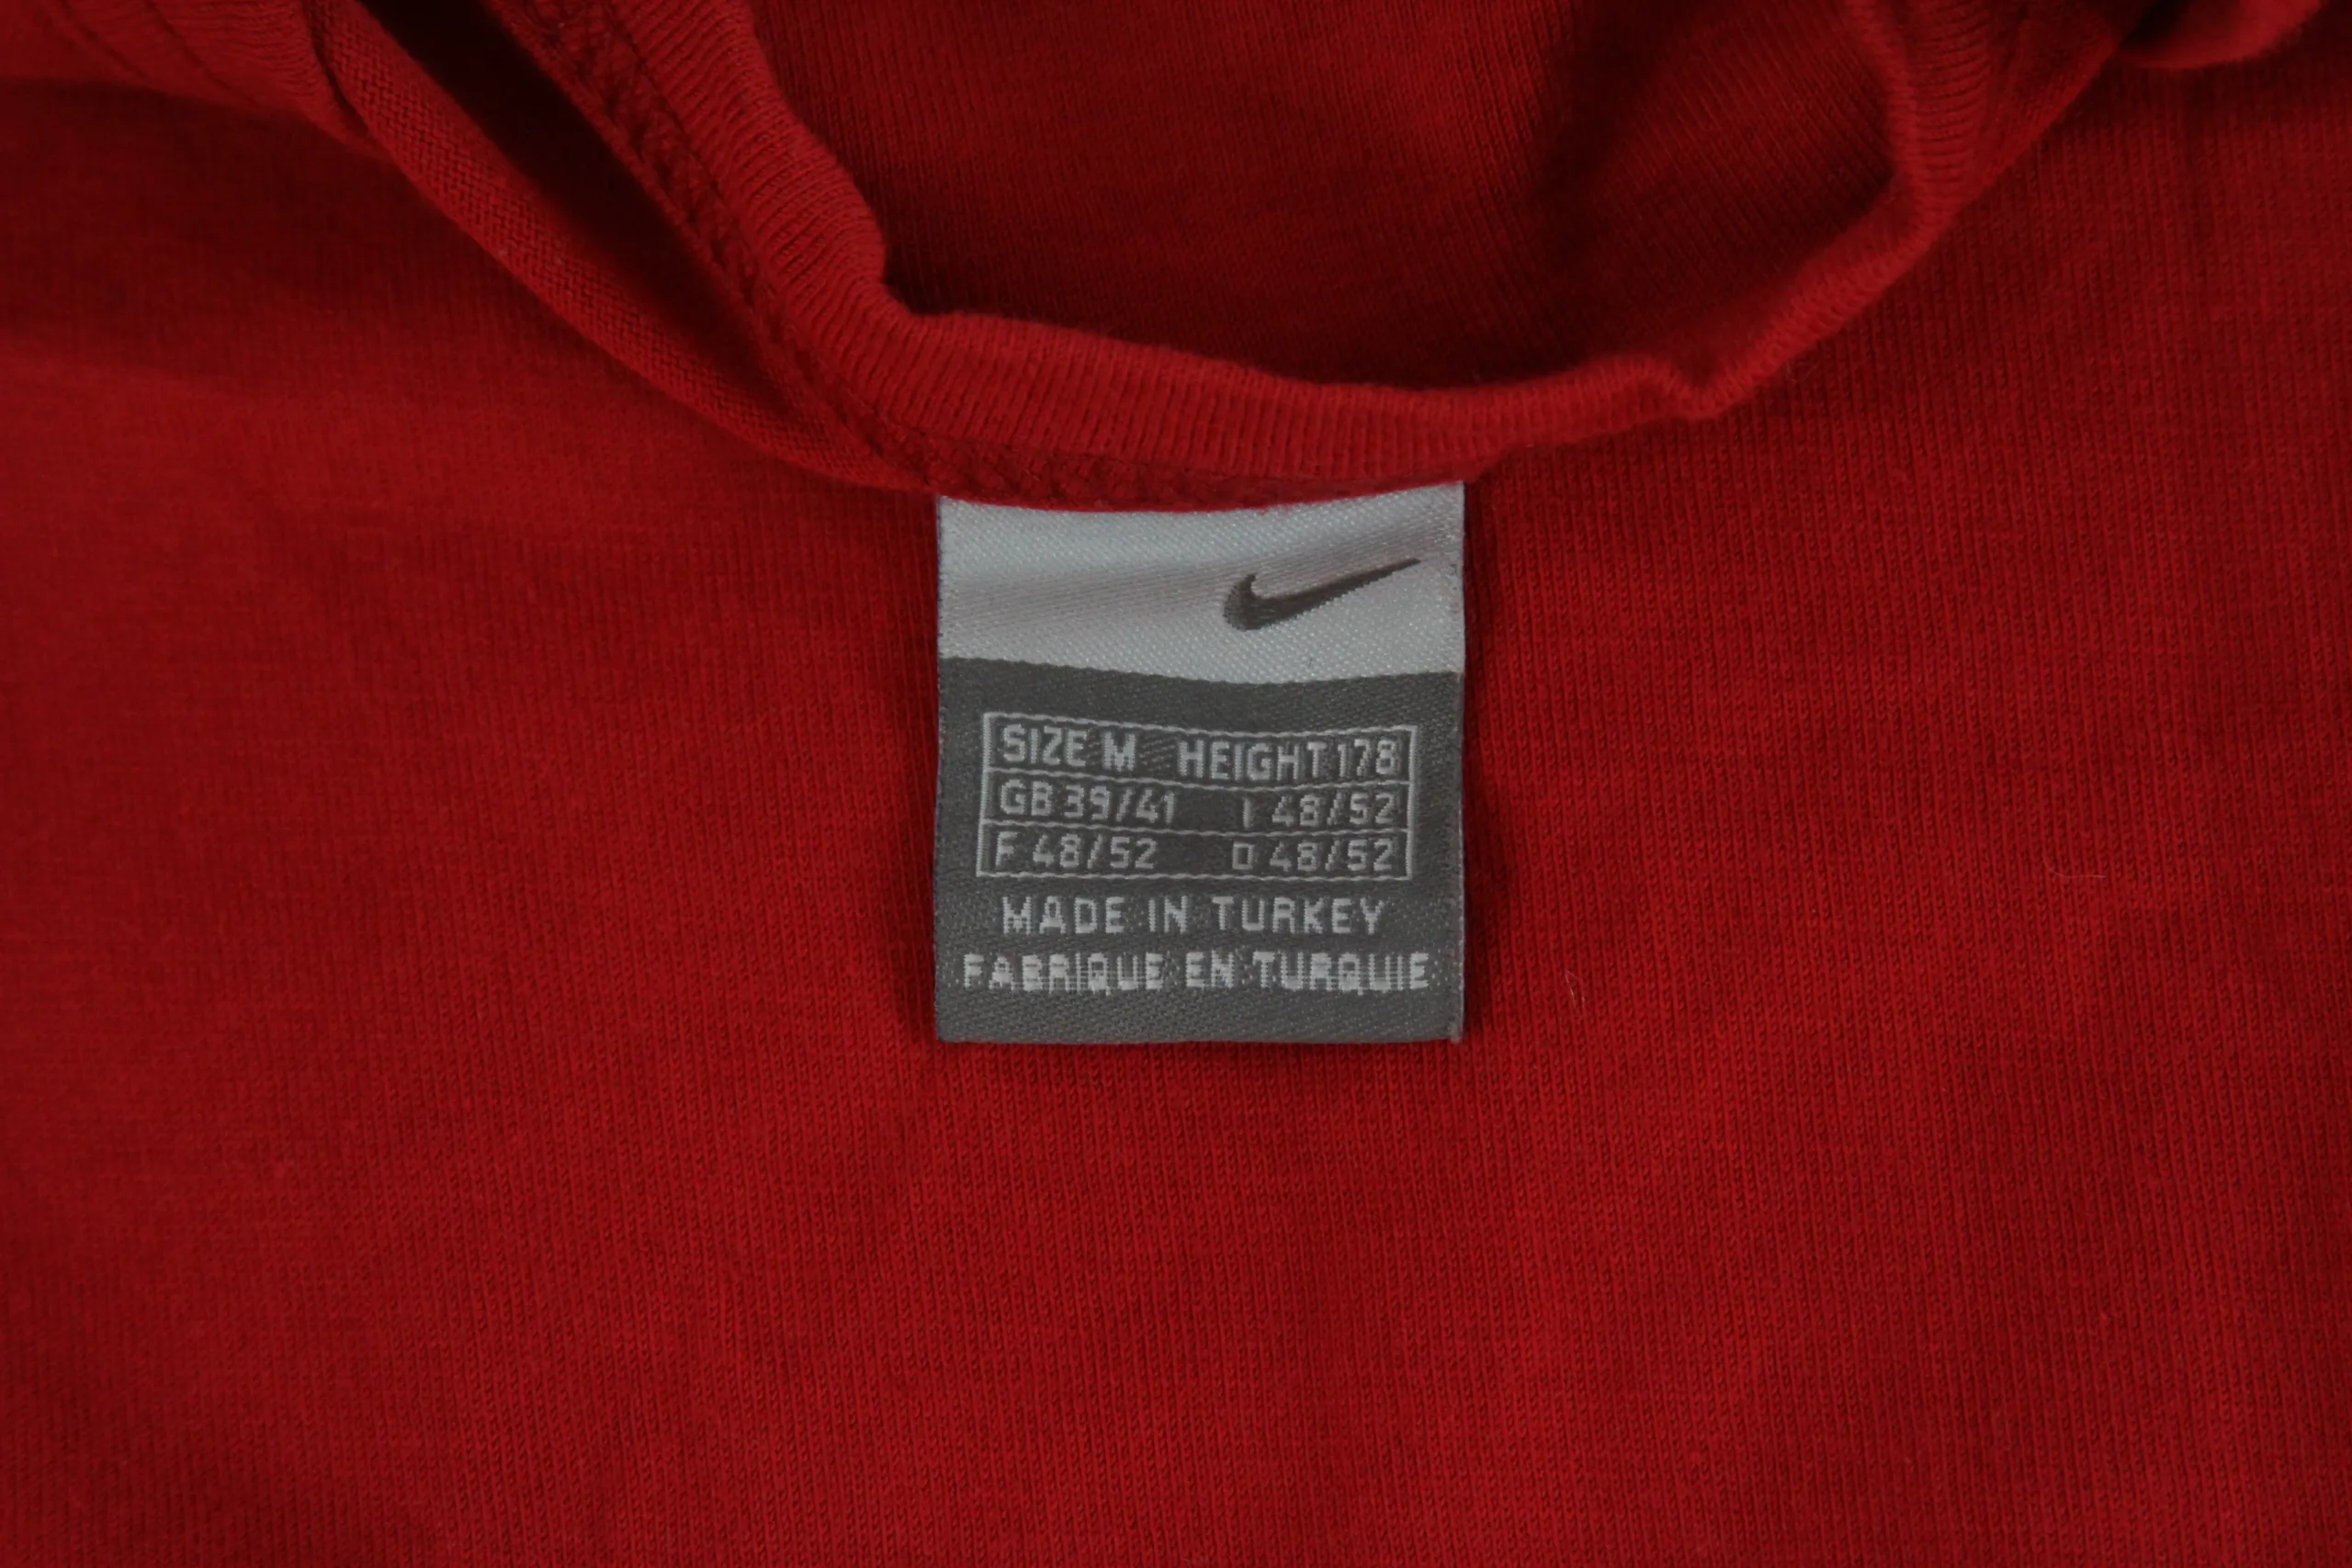 SIZE M HEIGHT 178
GB 39/41 I 48/52
F 48/52 D 48/52
MADE IN TURKEY
FABRIQUE EN TURQUIE